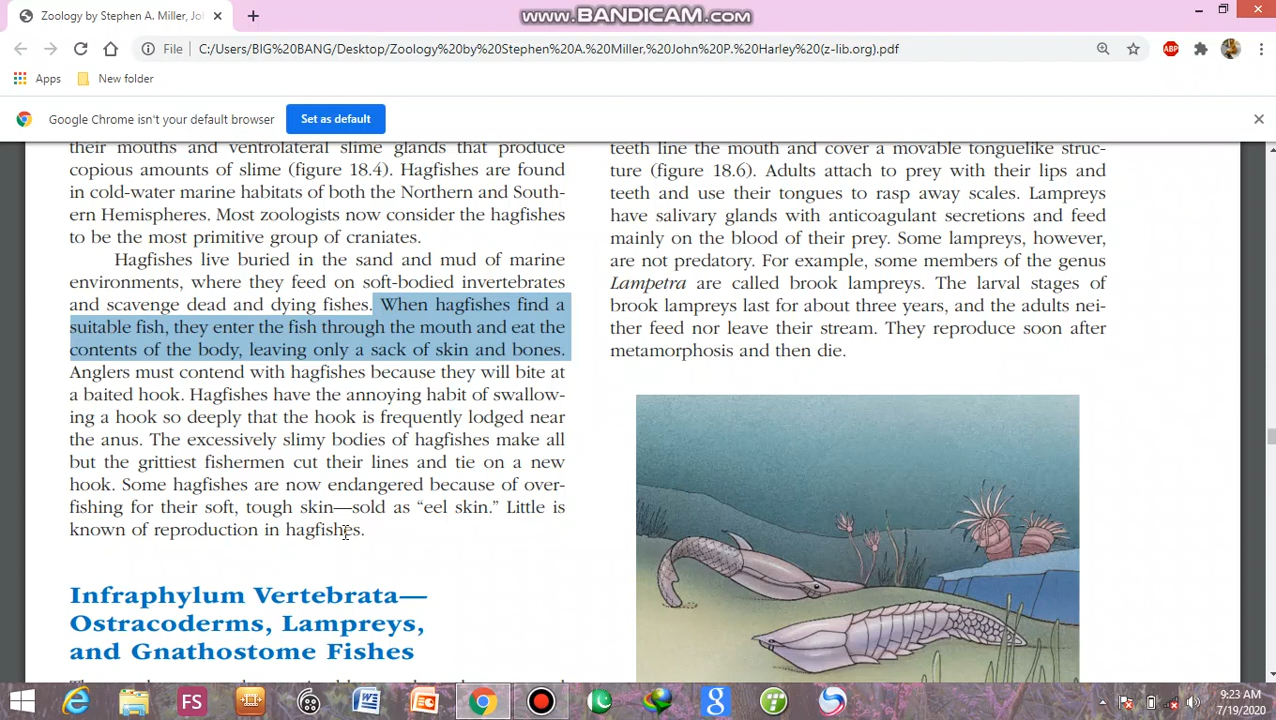 Zoology by Stephen A. Miller, Jo
www.BANDICAM.com
File
C:/Users/BIG%20BANG/Desktop/Zoology%20by%20Stephen%20A.%20Miller,%20John%20P.%20Harley%20(z-lib.org).pdf
ABP
Apps
New folder
Google Chrome isn't your default browser
Set as default
their mouths and ventrolateral slime glands that produce
copious amounts of slime (figure 18.4). Hagfishes are found
in cold-water marine habitats of both the Northern and South-
ern Hemispheres. Most zoologists now consider the hagfishes
to be the most primitive group of craniates.
Hagfishes live buried in the sand and mud of marine
environments, where they feed on soft-bodied invertebrates
and scavenge dead and dying fishes. When hagfishes find a
suitable fish, they enter the fish through the mouth and eat the
contents of the body, leaving only a sack of skin and bones.
Anglers must contend with hagfishes because they will bite at
a baited hook. Hagfishes have the annoying habit of swallow-
ing a hook so deeply that the hook is frequently lodged near
the anus. The excessively slimy bodies of hagfishes make all
but the grittiest fishermen cut their lines and tie on a new
hook. Some hagfishes are now endangered because of over-
fishing for their soft, tough skin—sold as “eel skin.” Little is
known of reproduction in hagfishes.
Infraphylum Vertebrata—
Ostracoderms, Lampreys,
and Gnathostome Fishes
teeth line the mouth and cover a movable tonguelike struc-
ture (figure 18.6). Adults attach to prey with their lips and
teeth and use their tongues to rasp away scales. Lampreys
have salivary glands with anticoagulant secretions and feed
mainly on the blood of their prey. Some lampreys, however,
are not predatory. For example, some members of the genus
Lampetra are called brook lampreys. The larval stages of
brook lampreys last for about three years, and the adults nei-
ther feed nor leave their stream. They reproduce soon after
metamorphosis and then die.
FS
9:23 AM
7/19/2020